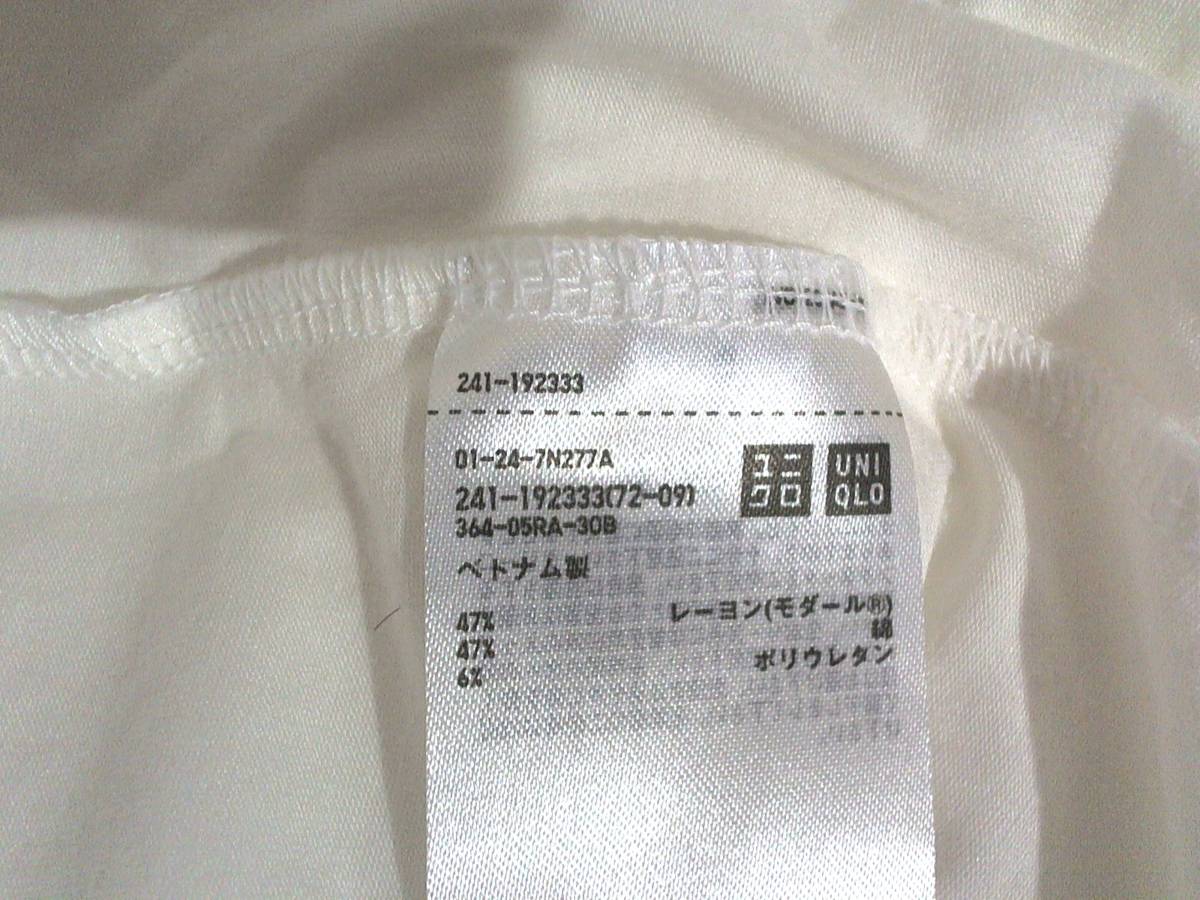 241-192333
01-24-7N277A
241-192333(72-09)
364-05RA-30B
ユニクロ
UNIQLO
ベトナム製
47% レーヨン(モダール®)
47% 綿
6% ポリウレタン